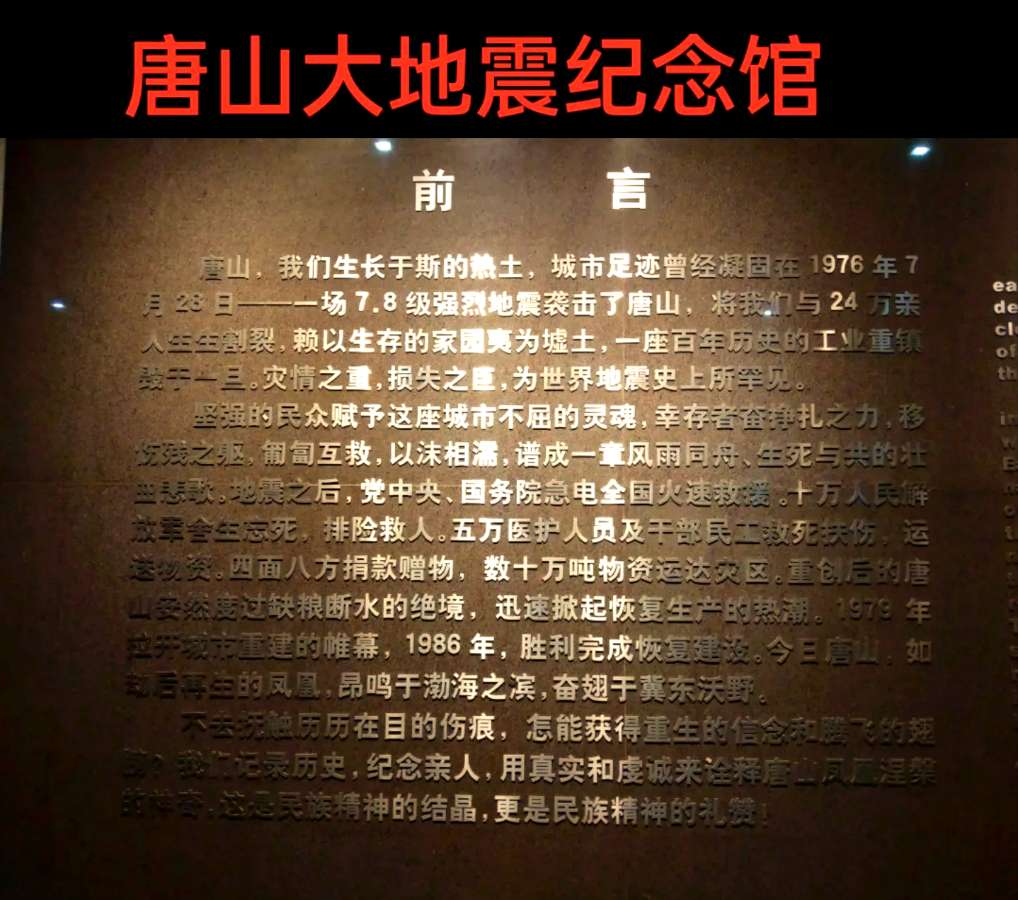 唐山大地震纪念馆
前 言
唐山，我们生长于斯的热土，城市足迹曾经凝固在 1976 年 7
月 28 日———一场 7.8 级强烈地震袭击了唐山，将我们与 24 万亲
人生生割裂，赖以生存的家园夷为墟土，一座百年历史的工业重镇
毁于一旦。灾情之重，损失之巨，为世界地震史上所罕见。
坚强的民众赋予这座城市不屈的灵魂，幸存者奋挣扎之力，移
伤残之躯，匍匐互救，以沫相濡，谱成一章风雨同舟、生死与共的壮
曲悲歌。地震之后，党中央、国务院急电全国火速救援。十万人民解
放军舍生忘死，排险救人。五万医护人员及干部民工救死扶伤，运
送物资。四面八方捐款赠物，数十万吨物资运达灾区。重创后的唐
山安然度过缺粮断水的绝境，迅速掀起恢复生产的热潮。1979 年
拉开城市重建的帷幕，1986 年，胜利完成恢复建设。今日唐山，如
劫后再生的凤凰，昂鸣于渤海之滨，奋翅于冀东沃野。
不去抚触历历在目的伤痕，怎能获得重生的信念和腾飞的翅
膀？我们记录历史，纪念亲人，用真实和虔诚来诠释唐山凤凰涅槃
的神奇。这是民族精神的结晶，更是民族精神的礼赞！
ea
de
of